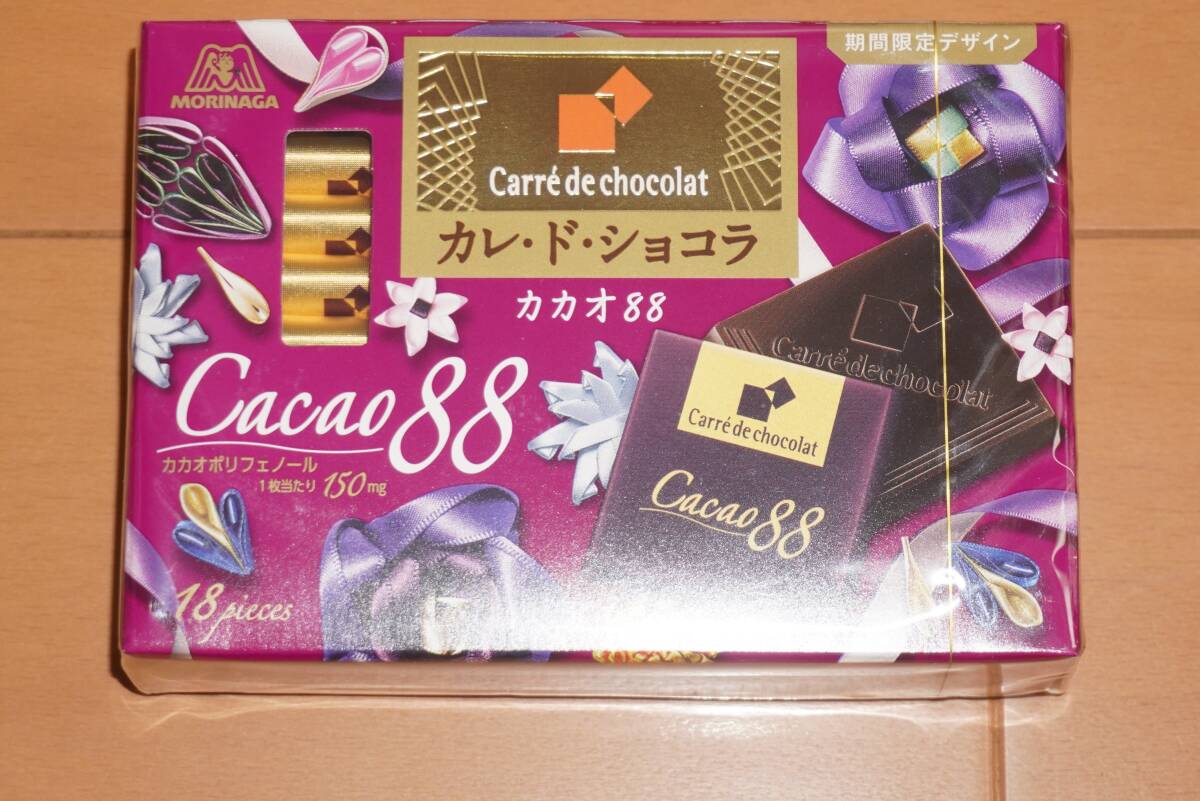 MORINAGA
期間限定デザイン
Carré de chocolat
カレ・ド・ショコラ
カカオ88
Cacao 88
カカオポリフェノール
1枚当たり 150mg
18 pieces
Carré de chocolat
Carré de chocolat
Cacao 88